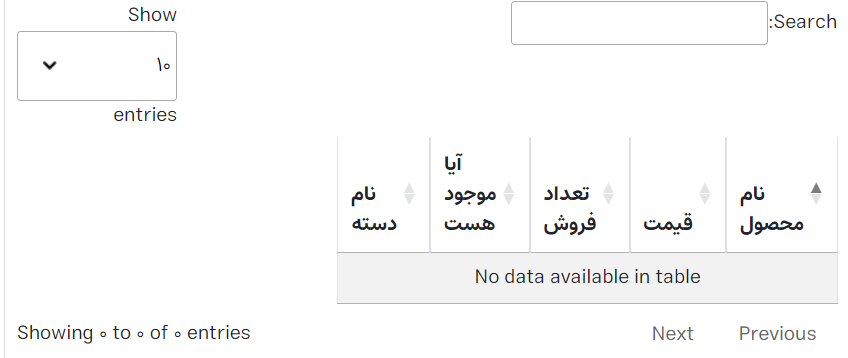 Show
۱۰
entries
:Search
نام محصول
قیمت
تعداد فروش
آیا موجود هست
نام دسته
No data available in table
Showing ۰ to ۰ of ۰ entries
Next
Previous